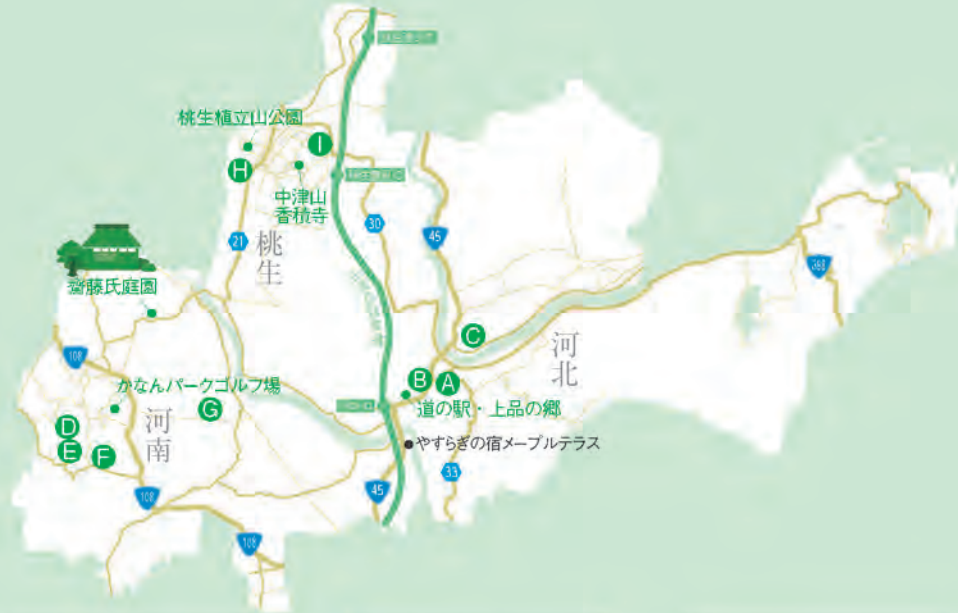 桃生植立山公園
H
I
中津山
香積寺
21
桃生
30
45
398
齋藤氏庭園
108
C
河北
かなんパークゴルフ場
G
B
A
道の駅・上品の郷
D
E
F
河南
やすらぎの宿メープルテラス
33
45
108
108